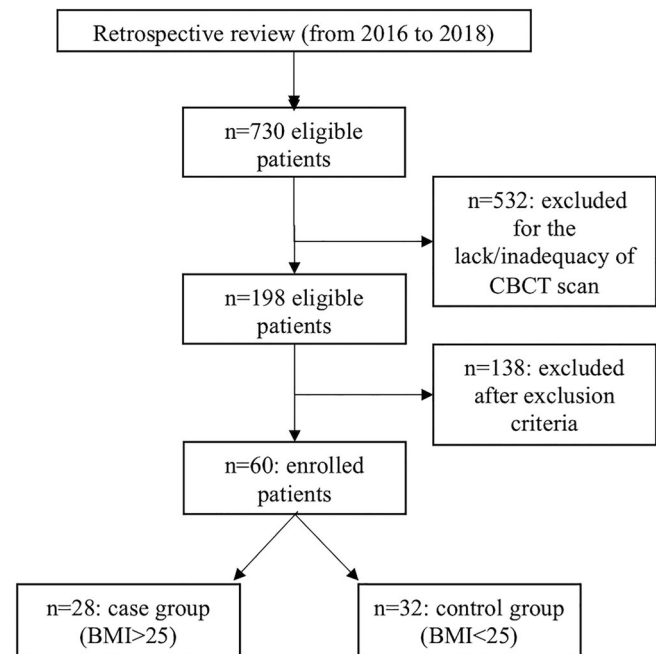 Retrospective review (from 2016 to 2018)
n=730 eligible
patients
n=532: excluded
for the
lack/inadequacy of
CBCT scan
n=198 eligible
patients
n=138: excluded
after exclusion
criteria
n=60: enrolled
patients
n=28: case group
(BMI>25)
n=32: control group
(BMI<25)